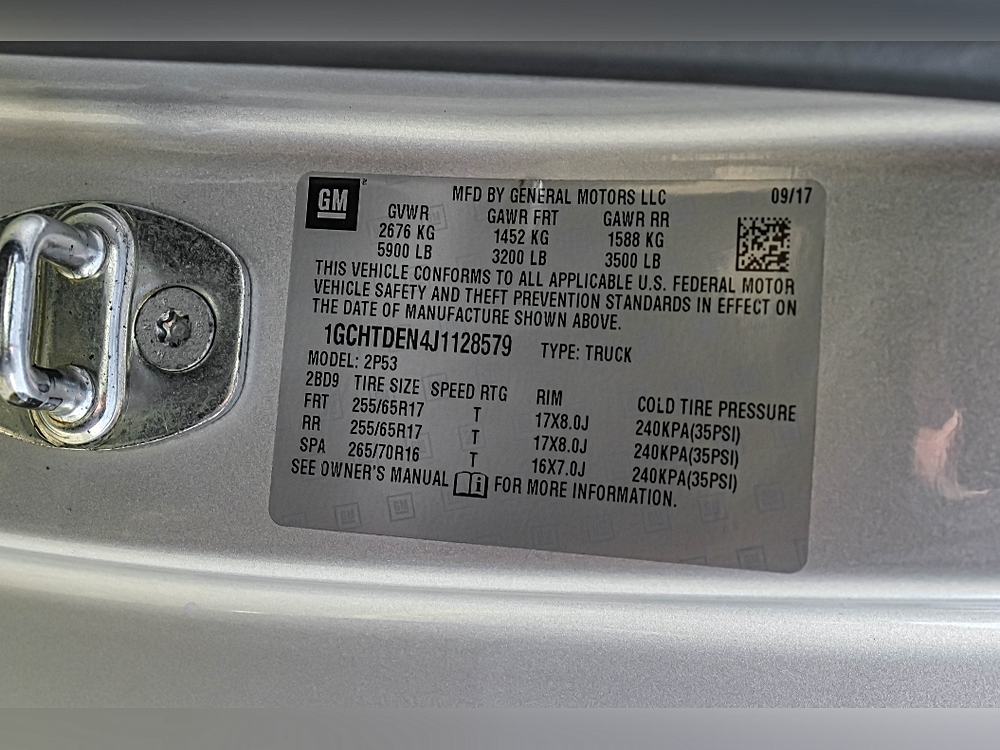 GM MFD BY GENERAL MOTORS LLC 09/17
GVWR GAWR FRT GAWR RR
2676 KG 1452 KG 1588 KG
5900 LB 3200 LB 3500 LB
THIS VEHICLE CONFORMS TO ALL APPLICABLE U.S. FEDERAL MOTOR
VEHICLE SAFETY AND THEFT PREVENTION STANDARDS IN EFFECT ON
THE DATE OF MANUFACTURE SHOWN ABOVE.
1GCHTDEN4J1128579 TYPE: TRUCK
MODEL: 2P53
2BD9 TIRE SIZE SPEED RTG RIM COLD TIRE PRESSURE
FRT 255/65R17 T 17X8.0J 240KPA(35PSI)
RR 255/65R17 T 17X8.0J 240KPA(35PSI)
SPA 265/70R16 T 16X7.0J 240KPA(35PSI)
SEE OWNER'S MANUAL FOR MORE INFORMATION.